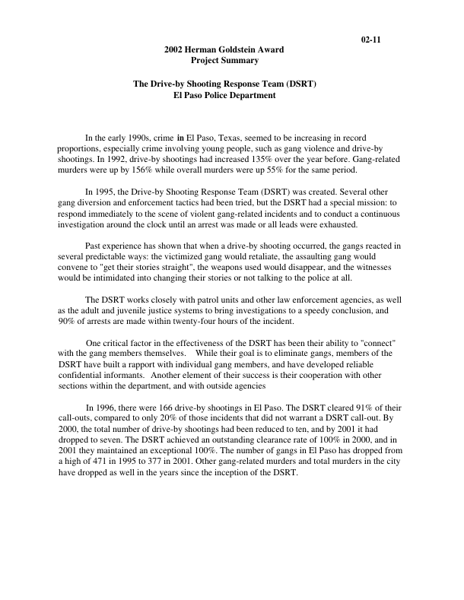 02-11
2002 Herman Goldstein Award
Project Summary
The Drive-by Shooting Response Team (DSRT)
El Paso Police Department
In the early 1990s, crime in El Paso, Texas, seemed to be increasing in record
proportions, especially crime involving young people, such as gang violence and drive-by
shootings. In 1992, drive-by shootings had increased 135% over the year before. Gang-related
murders were up by 156% while overall murders were up 55% for the same period.
In 1995, the Drive-by Shooting Response Team (DSRT) was created. Several other
gang diversion and enforcement tactics had been tried, but the DSRT had a special mission: to
respond immediately to the scene of violent gang-related incidents and to conduct a continuous
investigation around the clock until an arrest was made or all leads were exhausted.
Past experience has shown that when a drive-by shooting occurred, the gangs reacted in
several predictable ways: the victimized gang would retaliate, the assaulting gang would
convene to "get their stories straight", the weapons used would disappear, and the witnesses
would be intimidated into changing their stories or not talking to the police at all.
The DSRT works closely with patrol units and other law enforcement agencies, as well
as the adult and juvenile justice systems to bring investigations to a speedy conclusion, and
90% of arrests are made within twenty-four hours of the incident.
One critical factor in the effectiveness of the DSRT has been their ability to "connect"
with the gang members themselves. While their goal is to eliminate gangs, members of the
DSRT have built a rapport with individual gang members, and have developed reliable
confidential informants. Another element of their success is their cooperation with other
sections within the department, and with outside agencies
In 1996, there were 166 drive-by shootings in El Paso. The DSRT cleared 91% of their
call-outs, compared to only 20% of those incidents that did not warrant a DSRT call-out. By
2000, the total number of drive-by shootings had been reduced to ten, and by 2001 it had
dropped to seven. The DSRT achieved an outstanding clearance rate of 100% in 2000, and in
2001 they maintained an exceptional 100%. The number of gangs in El Paso has dropped from
a high of 471 in 1995 to 377 in 2001. Other gang-related murders and total murders in the city
have dropped as well in the years since the inception of the DSRT.